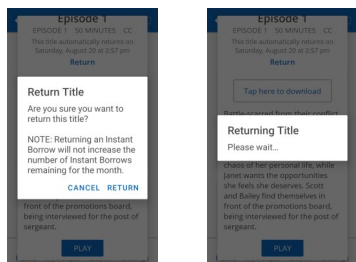 Episode 1
EPISODE 1 50 MINUTES CC
This title automatically returns on
Saturday, August 20 at 3:57 pm
Return
Return Title
Are you sure you want to
return this title?
NOTE: Returning an Instant
Borrow will not increase the
number of Instant Borrows
remaining for the month.
CANCEL RETURN
front of the promotions board,
being interviewed for the post of
sergeant.
PLAY
Episode 1
EPISODE 1 50 MINUTES CC
This title automatically returns on
Saturday, August 20 at 3:57 pm
Return
Tap here to download
Battle-scarred from their conflict
Returning Title
Please wait...
chaos of her personal life, while
Janet wants the opportunities
she feels she deserves. Scott
and Bailey find themselves in
front of the promotions board,
being interviewed for the post of
sergeant.
PLAY